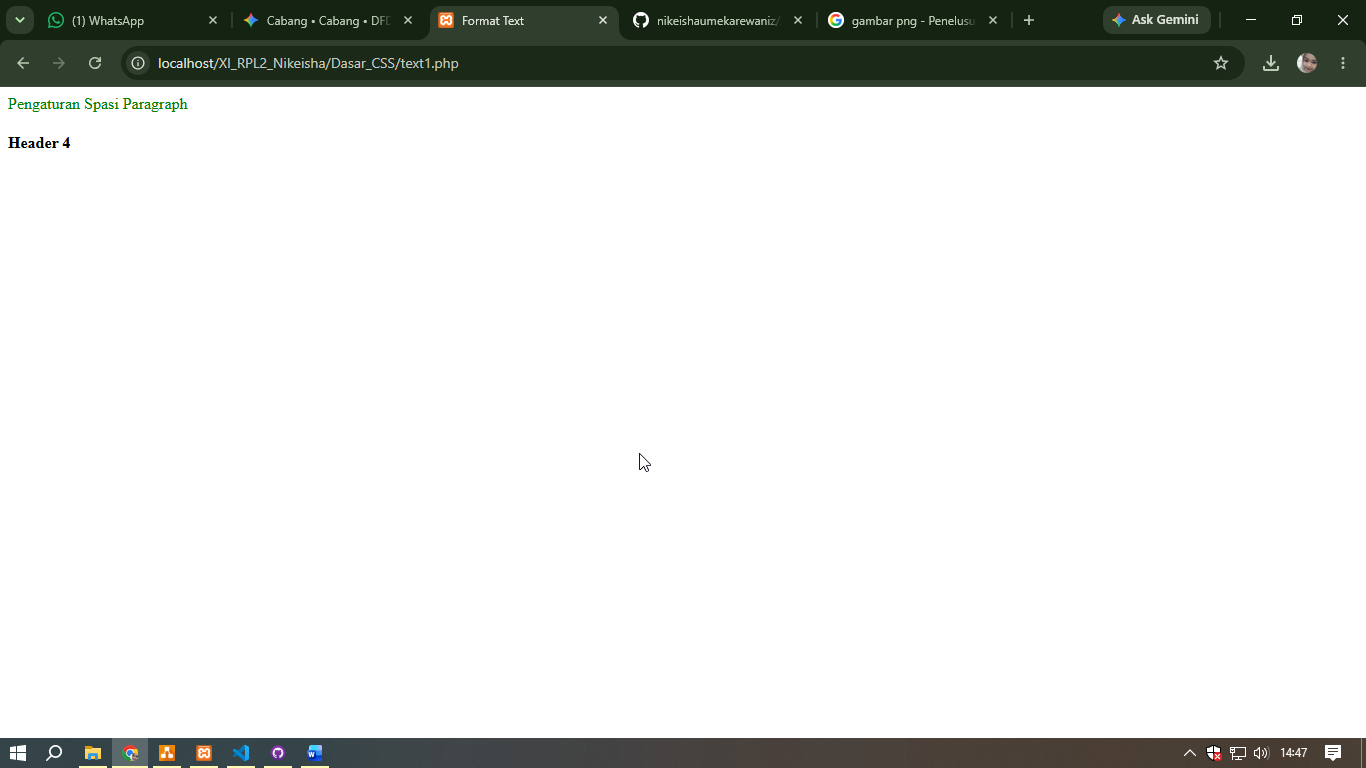 (1) WhatsApp
Cabang • Cabang • DFD
Format Text
nikeishaumekarewaniz/
gambar png - Penelusu
Ask Gemini
localhost/XI_RPL2_Nikeisha/Dasar_CSS/text1.php
Pengaturan Spasi Paragraph
Header 4
14:47